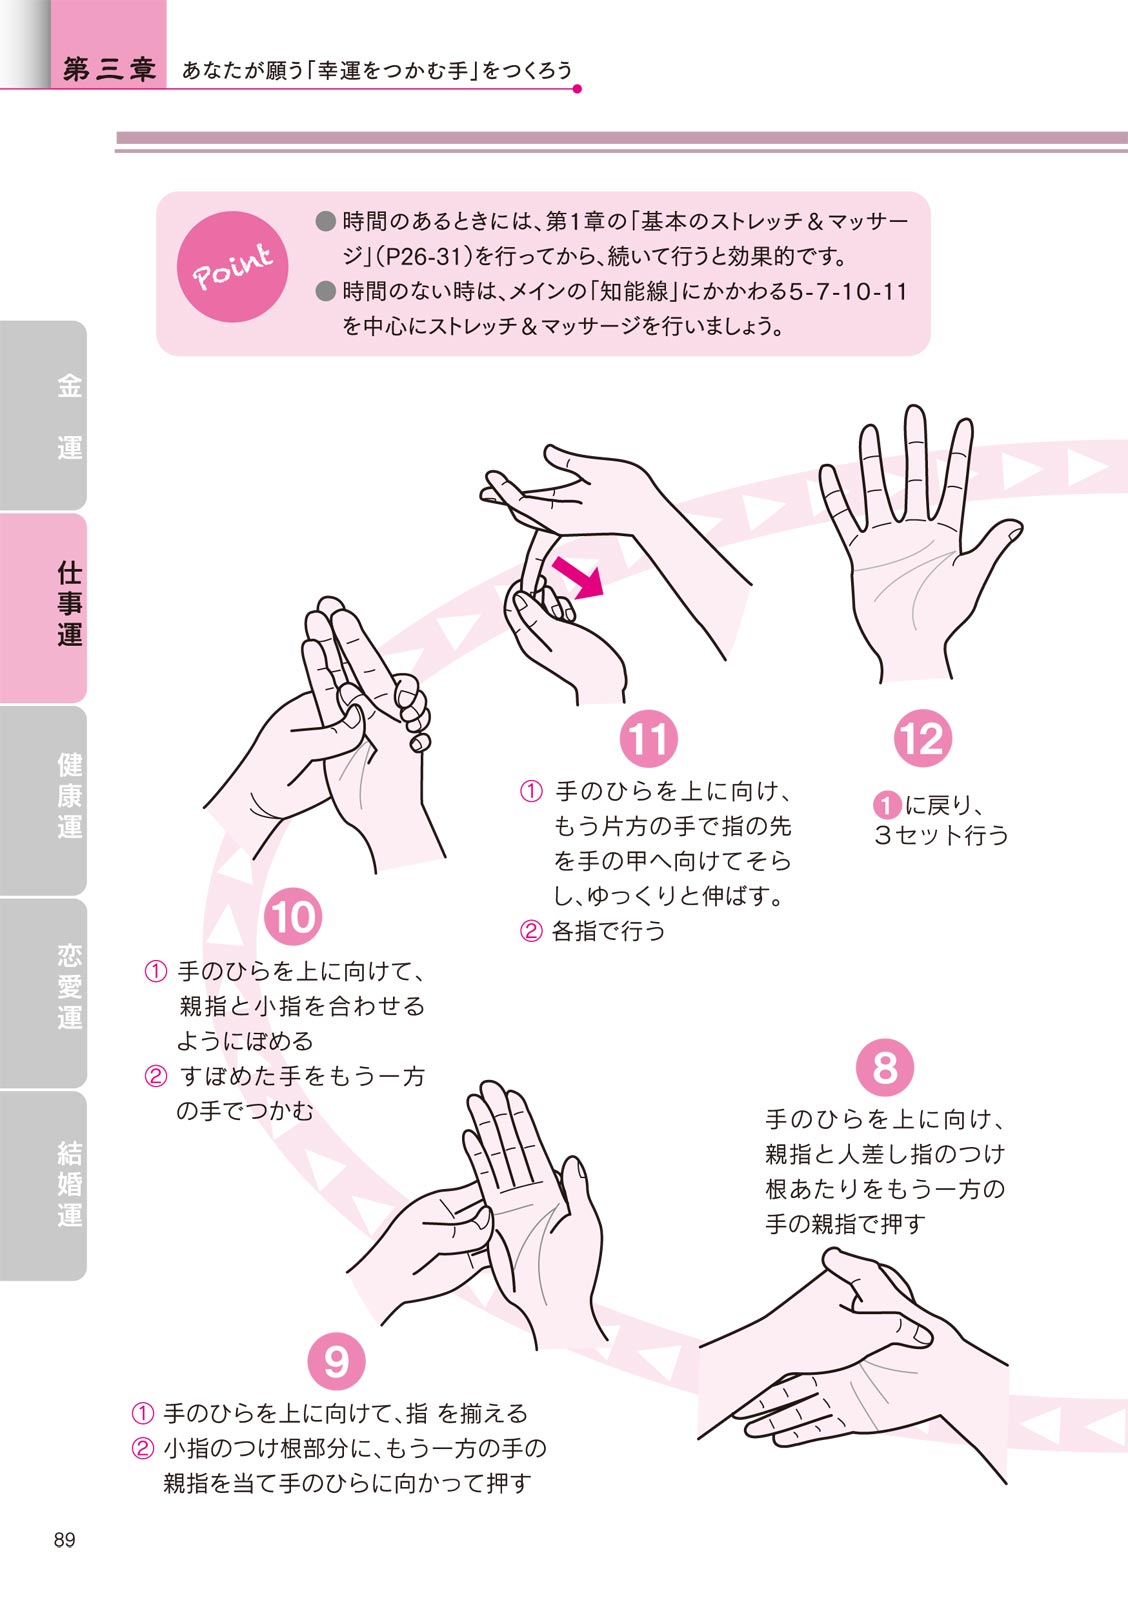 第三章
あなたが願う「幸運をつかむ手」をつくろう
Point
●時間のあるときには、第1章の「基本のストレッチ＆マッサー
ジ」(P26-31)を行ってから、続いて行うと効果的です。
●時間のない時は、メインの「知能線」にかかわる5-7-10-11
を中心にストレッチ＆マッサージを行いましょう。
金運
仕事運
健康運
恋愛運
結婚運
8
手のひらを上に向け、
親指と人差し指のつけ
根あたりをもう一方の
手の親指で押す
9
① 手のひらを上に向けて、指 を揃える
② 小指のつけ根部分に、もう一方の手の
親指を当て手のひらに向かって押す
10
① 手のひらを上に向けて、
親指と小指を合わせる
ようにぼめる
② すぼめた手をもう一方
の手でつかむ
11
① 手のひらを上に向け、
もう片方の手で指の先
を手の甲へ向けてそら
し、ゆっくりと伸ばす。
② 各指で行う
12
❶に戻り、
3セット行う
89